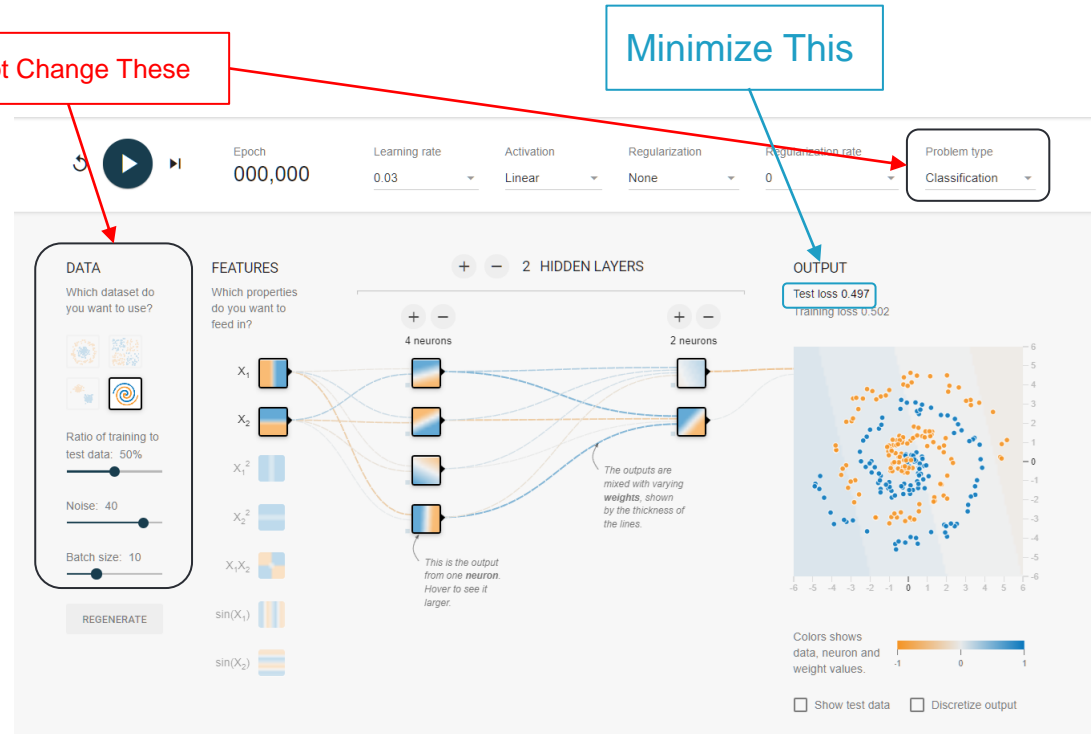 Minimize This
t Change These
Epoch
000,000
Learning rate
0.03
Activation
Linear
Regularization
None
Regularization rate
0
Problem type
Classification
DATA
Which dataset do
you want to use?
Ratio of training to
test data: 50%
Noise: 40
Batch size: 10
REGENERATE
FEATURES
Which properties
do you want to
feed in?
X₁
X₂
X₁²
X₂²
X₁X₂
sin(X₁)
sin(X₂)
+ − 2 HIDDEN LAYERS
+ −
4 neurons
+ −
2 neurons
This is the output
from one neuron.
Hover to see it
larger.
The outputs are
mixed with varying
weights, shown
by the thickness of
the lines.
OUTPUT
Test loss 0.497
Training loss 0.502
6
5
4
3
2
1
0
-1
-2
-3
-4
-5
-6
-6 -5 -4 -3 -2 -1 0 1 2 3 4 5 6
Colors shows
data, neuron and
weight values.
-1 0 1
Show test data
Discretize output